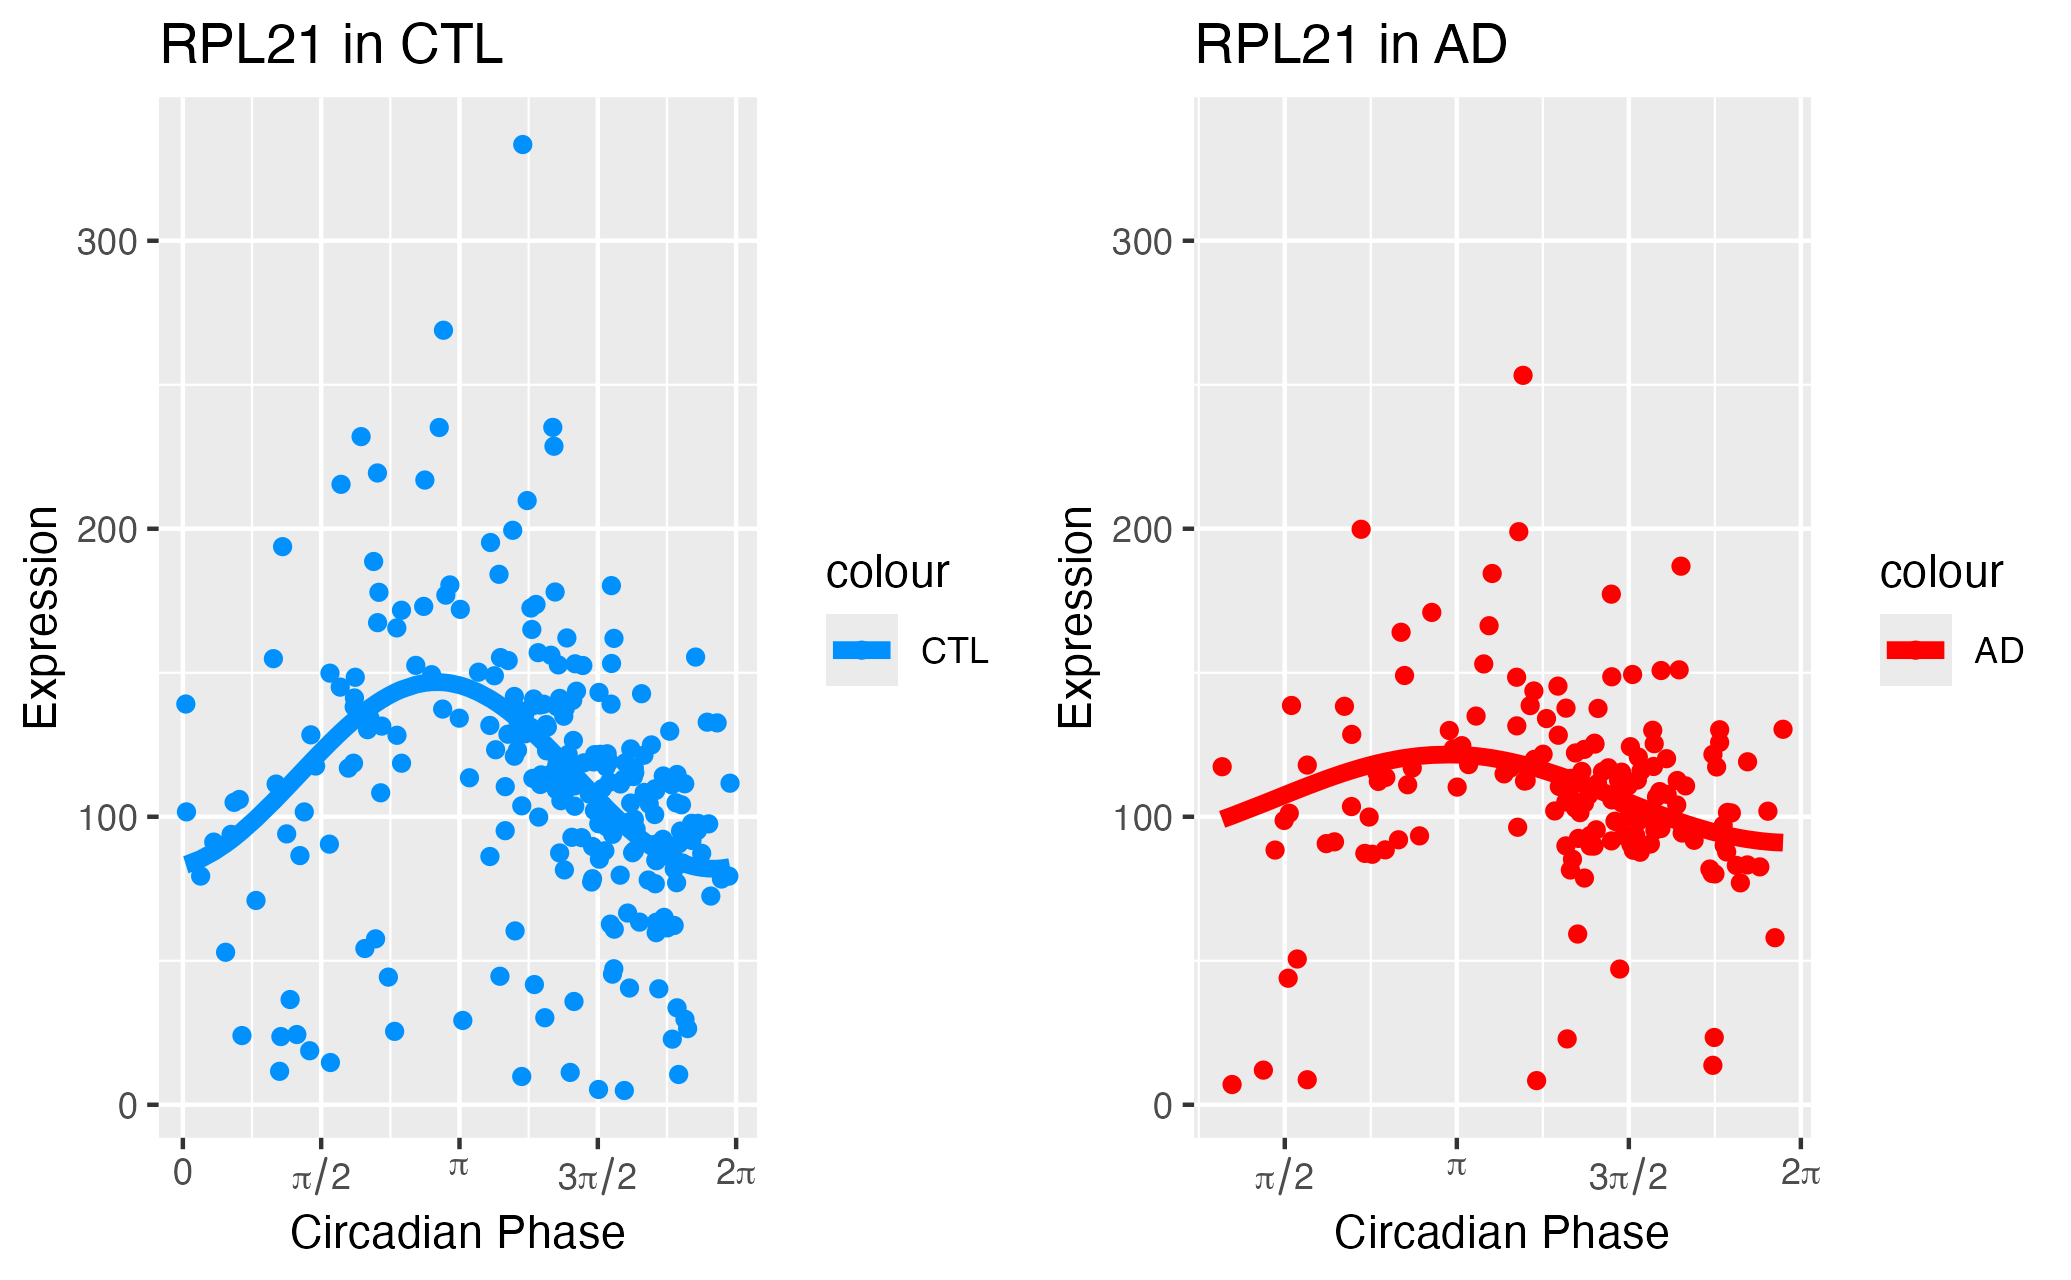 RPL21 in CTL
300
200
100
0
Expression
0 π/2 π 3π/2 2π
Circadian Phase
colour
CTL
RPL21 in AD
300
200
100
0
Expression
π/2 π 3π/2 2π
Circadian Phase
colour
AD